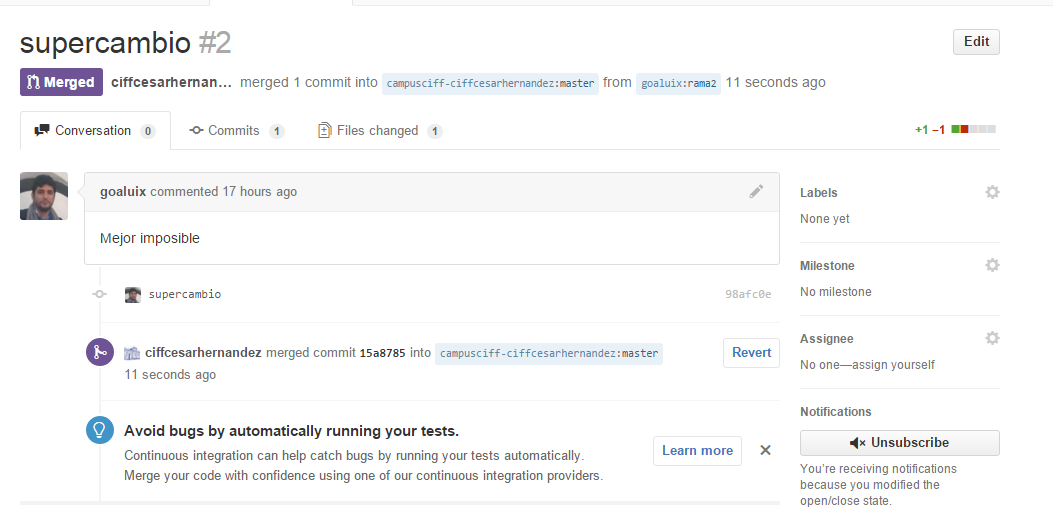 supercambio #2
Edit
Merged ciffcesarhernan... merged 1 commit into campusciff-ciffcesarhernandez:master from goaluix:rama2 11 seconds ago
Conversation 0 Commits 1 Files changed 1 +1 −1
goaluix commented 17 hours ago
Mejor imposible
supercambio 98afc0e
ciffcesarhernandez merged commit 15a8785 into campusciff-ciffcesarhernandez:master Revert
11 seconds ago
Avoid bugs by automatically running your tests.
Continuous integration can help catch bugs by running your tests automatically.
Merge your code with confidence using one of our continuous integration providers.
Learn more
Labels
None yet
Milestone
No milestone
Assignee
No one—assign yourself
Notifications
Unsubscribe
You're receiving notifications
because you modified the
open/close state.